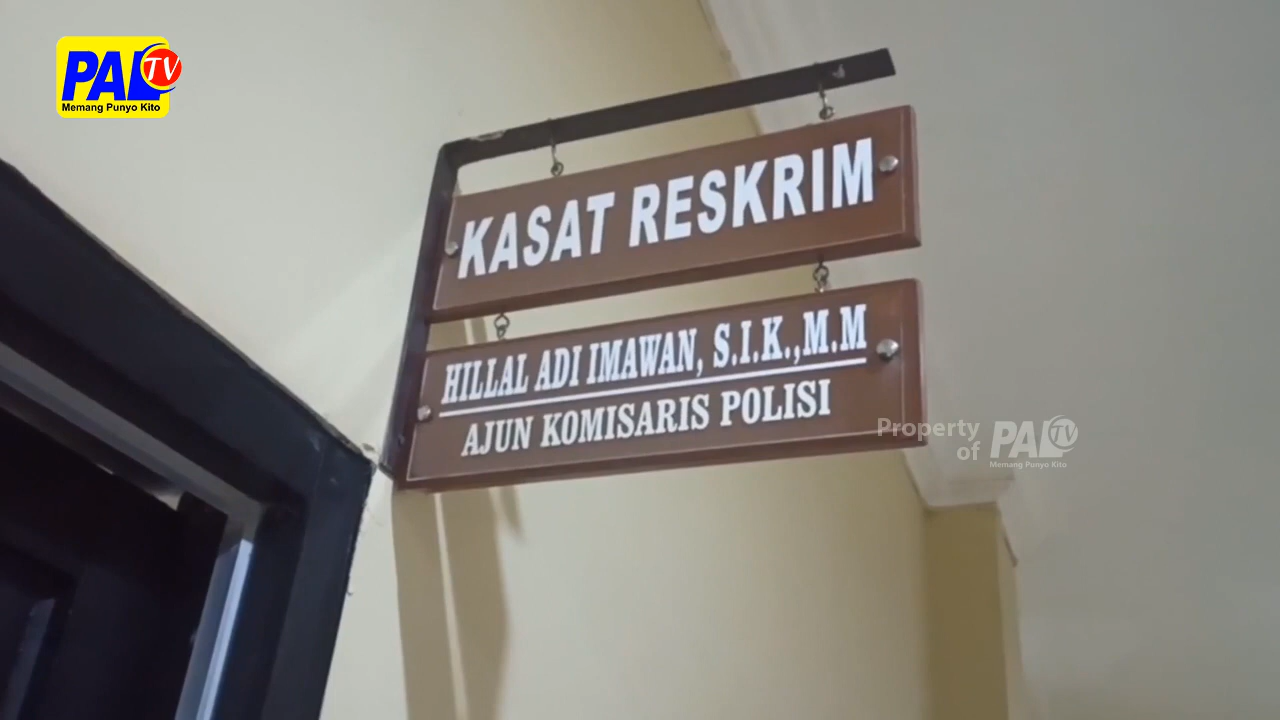 PAL TV
Memang Punyo Kito
KASAT RESKRIM
HILLAL ADI IMAWAN, S.I.K.,M.M
AJUN KOMISARIS POLISI
Property
of PAL TV
Memang Punyo Kito